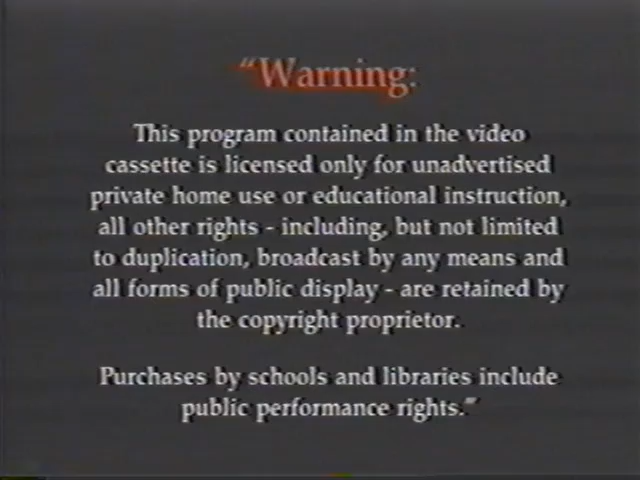 “Warning:
This program contained in the video
cassette is licensed only for unadvertised
private home use or educational instruction,
all other rights - including, but not limited
to duplication, broadcast by any means and
all forms of public display - are retained by
the copyright proprietor.
Purchases by schools and libraries include
public performance rights.”